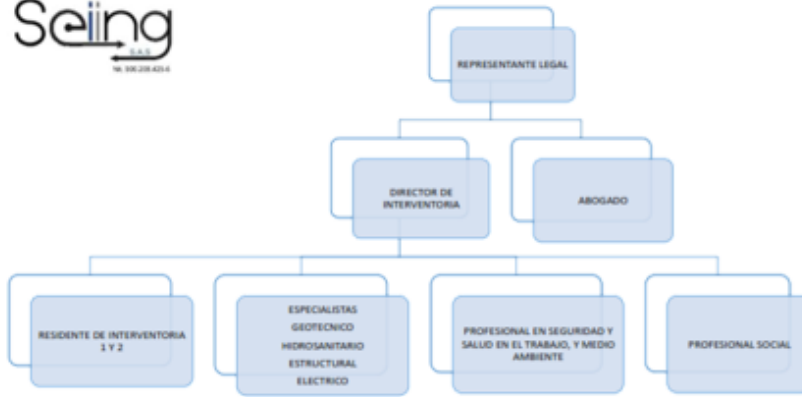 Seiing
S.A.S
REPRESENTANTE LEGAL
DIRECTOR DE
INTERVENTORIA
ABOGADO
RESIDENTE DE INTERVENTORIA
1 Y 2
ESPECIALISTAS
GEOTECNICO
HIDROSANITARIO
ESTRUCTURAL
ELECTRICO
PROFESIONAL EN SEGURIDAD Y
SALUD EN EL TRABAJO, Y MEDIO
AMBIENTE
PROFESIONAL SOCIAL